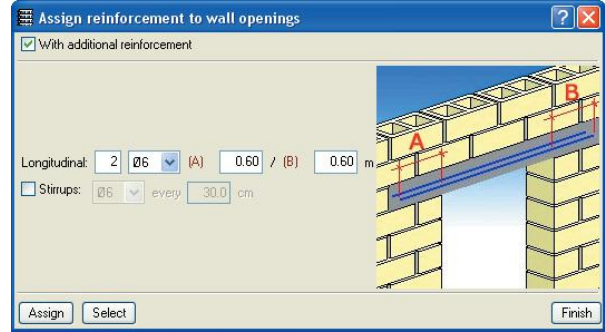 Assign reinforcement to wall openings
With additional reinforcement
Longitudinal: 2 Ø6 (A) 0.60 / (B) 0.60 m
Stirrups: Ø6 every 30.0 cm
A
B
Assign Select Finish